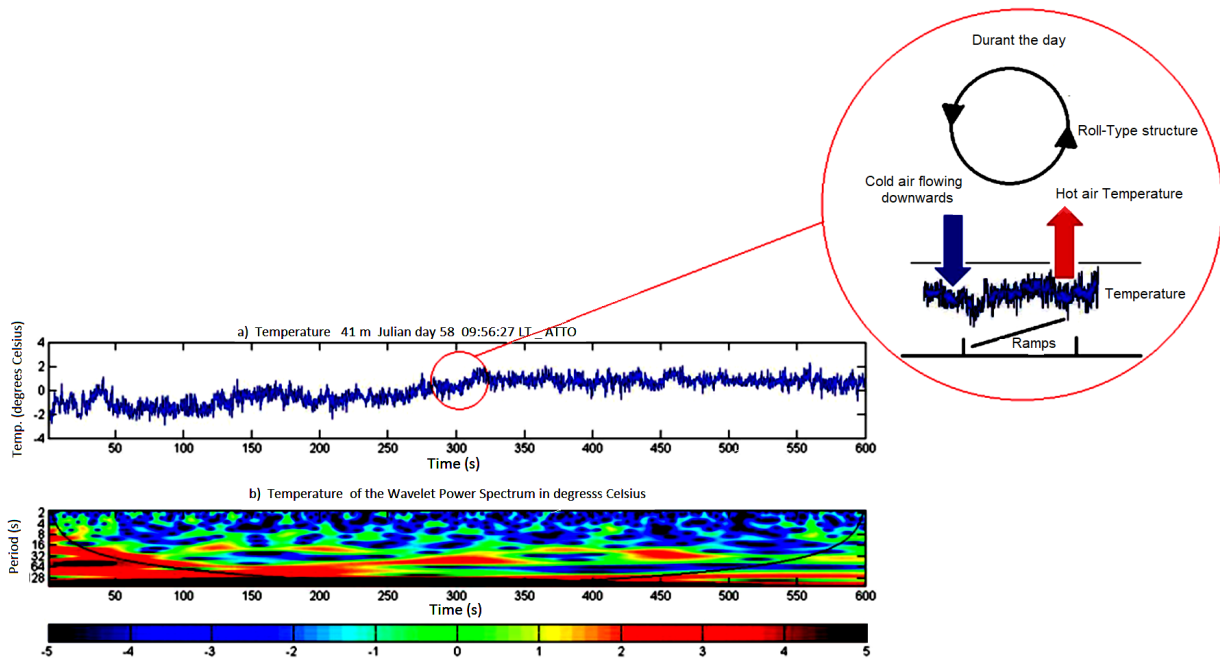 Durant the day
Roll-Type structure
Cold air flowing
downwards
Hot air Temperature
Temperature
Ramps
a) Temperature 41 m Julian day 58 09:56:27 LT _ ATTO
Temp. (degrees Celsius)
4
2
0
-2
-4
50 100 150 200 250 300 350 400 450 500 550 600
Time (s)
b) Temperature of the Wavelet Power Spectrum in degresss Celsius
Period (s)
2
4
8
16
32
64
128
50 100 150 200 250 300 350 400 450 500 550 600
Time (s)
-5 -4 -3 -2 -1 0 1 2 3 4 5